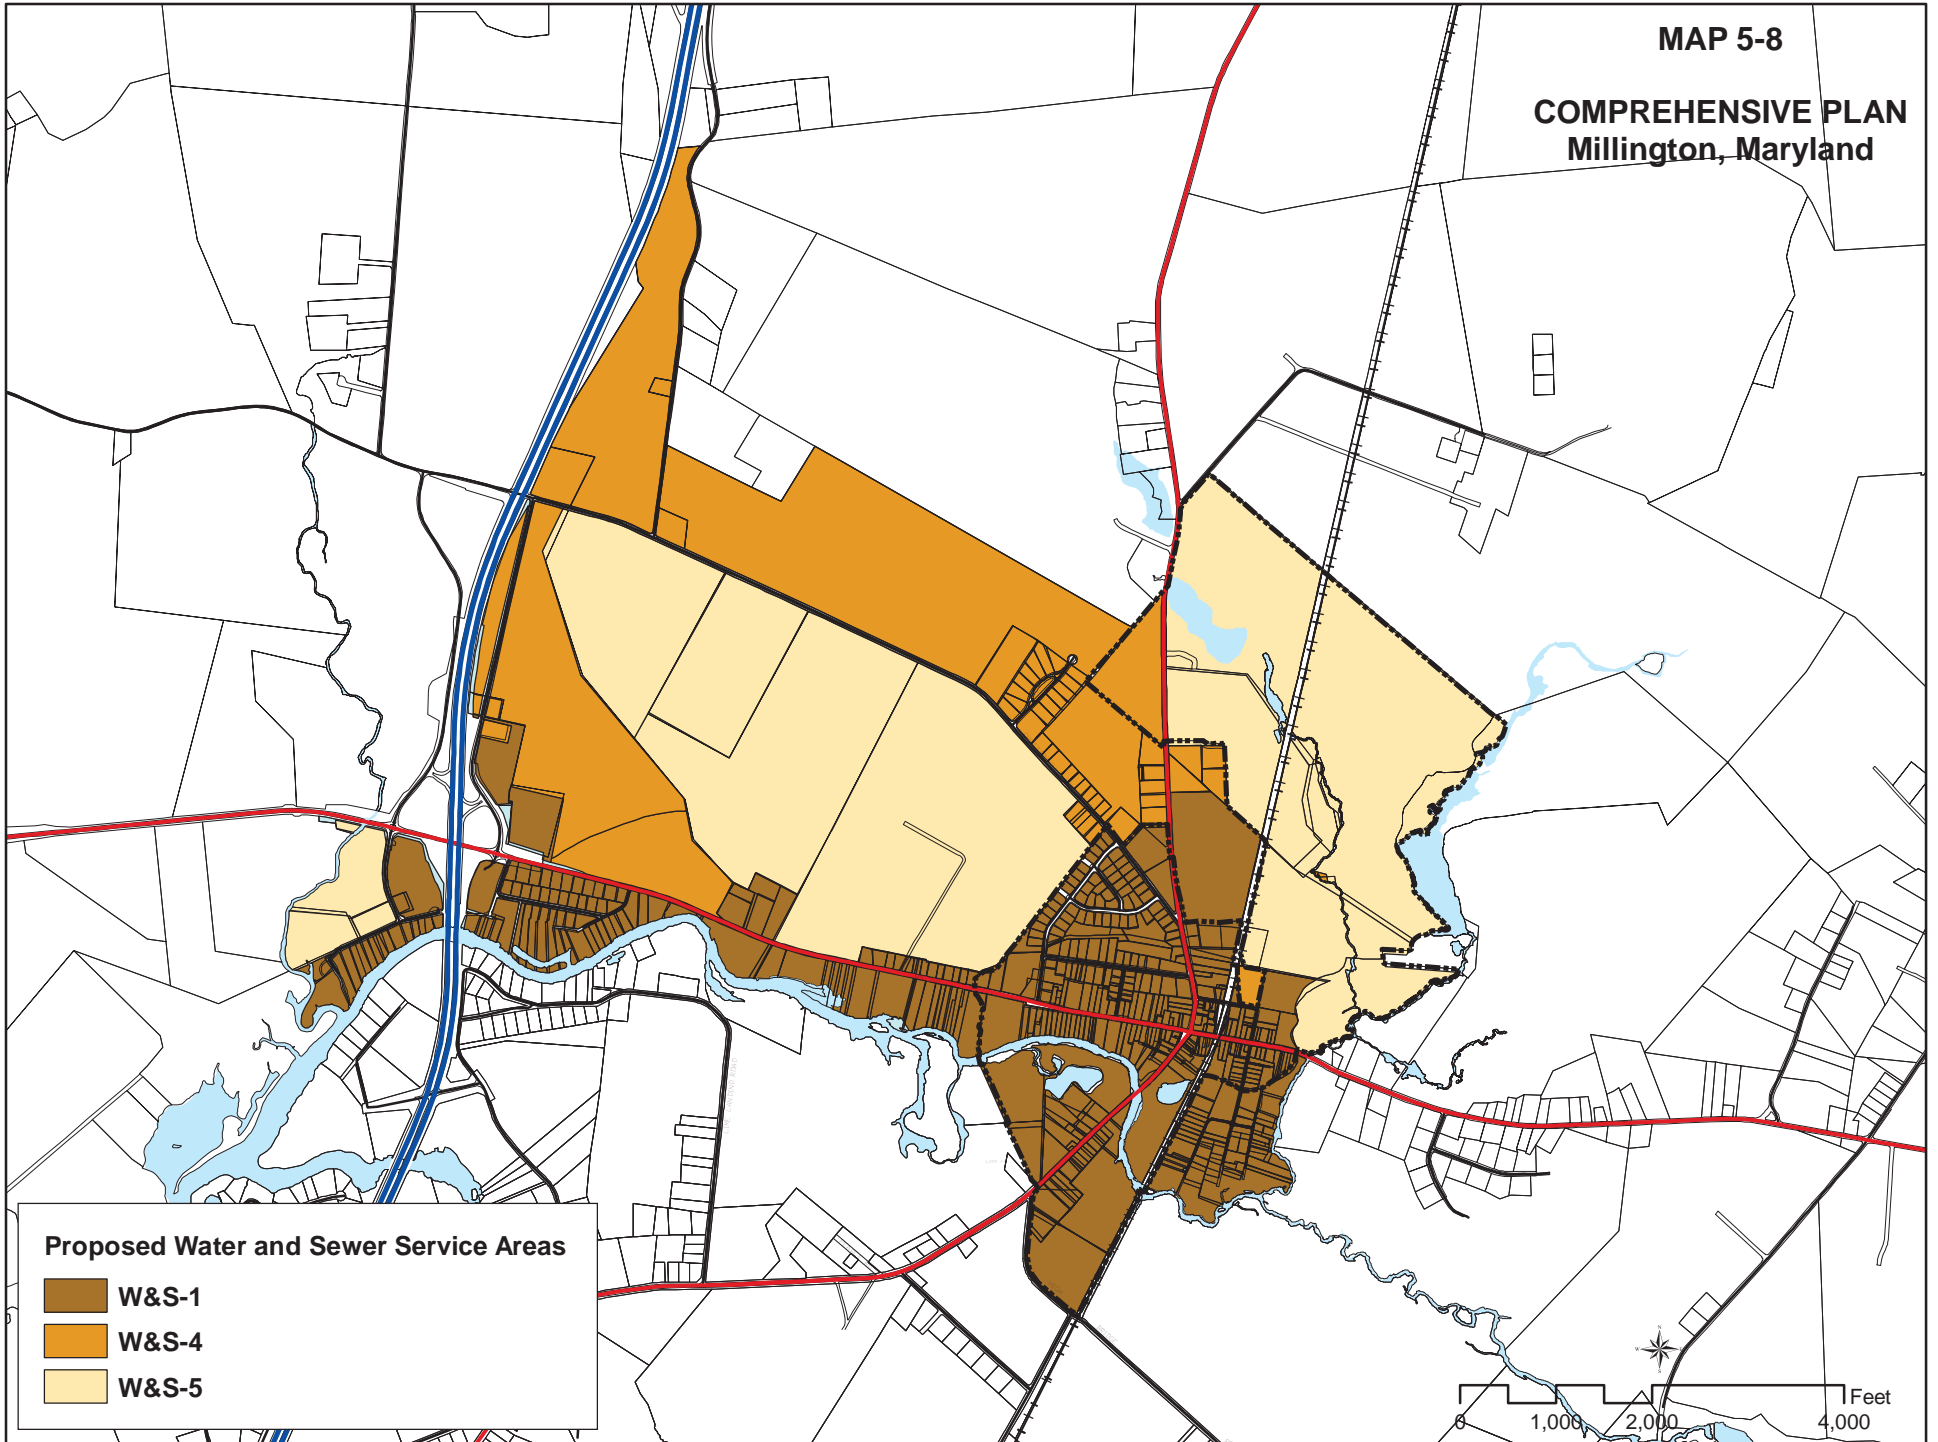 MAP 5-8
COMPREHENSIVE PLAN
Millington, Maryland
Proposed Water and Sewer Service Areas
W&S-1
W&S-4
W&S-5
Feet
0 1,000 2,000 4,000